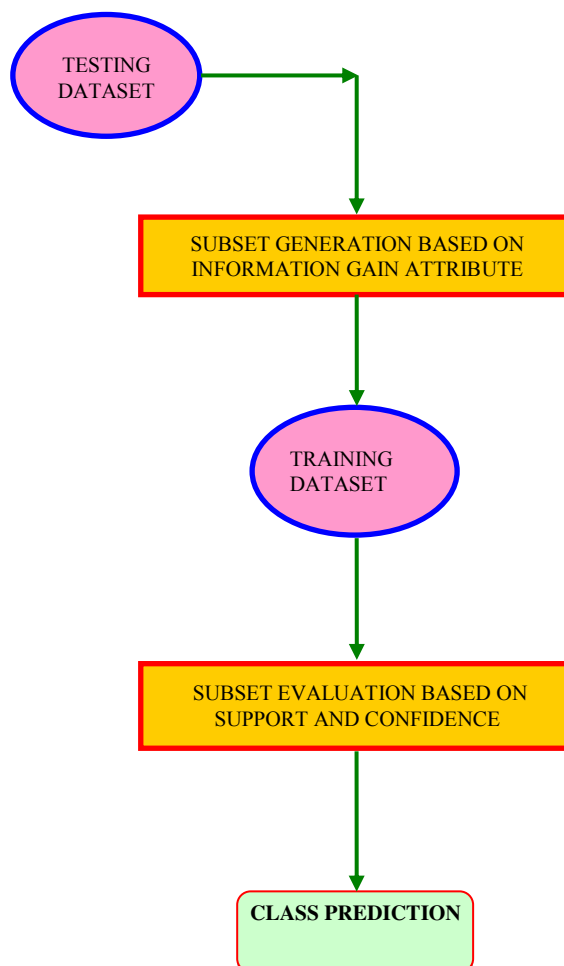 TESTING
DATASET
SUBSET GENERATION BASED ON
INFORMATION GAIN ATTRIBUTE
TRAINING
DATASET
SUBSET EVALUATION BASED ON
SUPPORT AND CONFIDENCE
CLASS PREDICTION